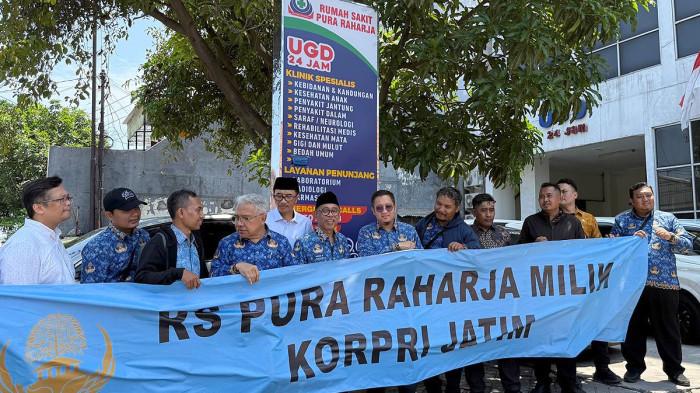 RUMAH SAKIT
PURA RAHARJA
UGD
24 JAM
KLINIK SPESIALIS
KEBIDANAN & KANDUNGAN
KESEHATAN ANAK
PENYAKIT JANTUNG
PENYAKIT DALAM
SARAF / NEUROLOGI
REHABILITASI MEDIS
KESEHATAN MATA
GIGI DAN MULUT
BEDAH UMUM
LAYANAN PENUNJANG
LABORATORIUM
RADIOLOGI
FARMASI
CALLS
24 JAM
RS PURA RAHARJA MILIK
KORPRI JATIM